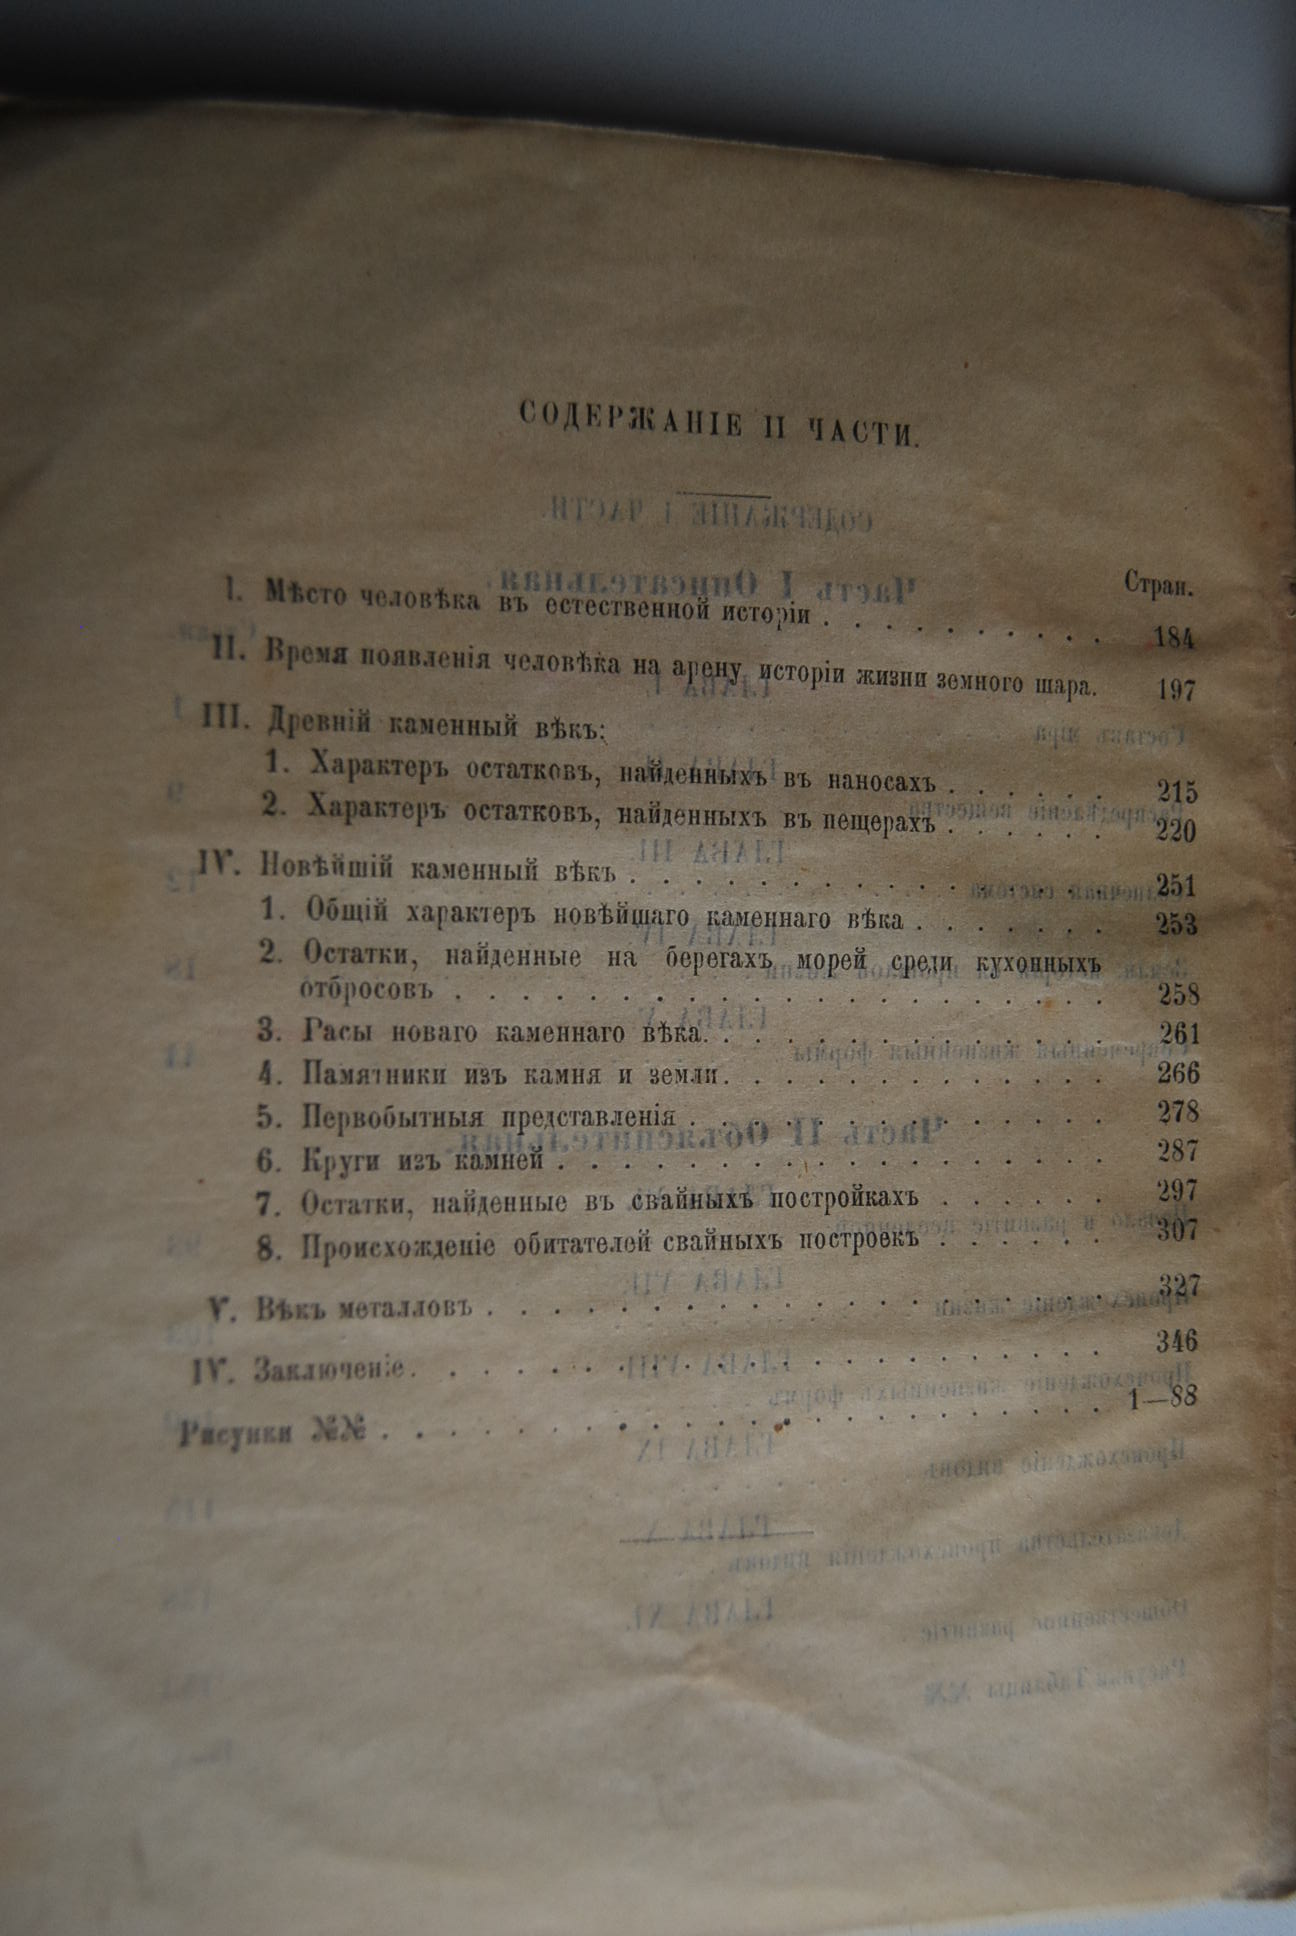 СОДЕРЖАНІЕ II ЧАСТИ.
Стран.
I. Мѣсто человѣка въ естественной исторіи . . . . . . . . . . 184
II. Время появленія человѣка на арену исторіи жизни земного шара. 197
III. Древній каменный вѣкъ:
1. Характеръ остатковъ, найденныхъ въ наносахъ . . . . . . 215
2. Характеръ остатковъ, найденныхъ въ пещерахъ . . . . . . 220
IV. Новѣйшій каменный вѣкъ . . . . . . . . . . . . . . . 251
1. Общій характеръ новѣйшаго каменнаго вѣка . . . . . . . 253
2. Остатки, найденные на берегахъ морей среди кухонныхъ
отбросовъ . . . . . . . . . . . . . . . . . . . . 258
3. Расы новаго каменнаго вѣка. . . . . . . . . . . . . 261
4. Памятники изъ камня и земли. . . . . . . . . . . . 266
5. Первобытныя представленія . . . . . . . . . . . . . 278
6. Круги изъ камней . . . . . . . . . . . . . . . . . 287
7. Остатки, найденные въ свайныхъ постройкахъ . . . . . . 297
8. Происхожденіе обитателей свайныхъ построекъ . . . . . . 307
V. Вѣкъ металловъ . . . . . . . . . . . . . . . . . . . 327
IV. Заключеніе. . . . . . . . . . . . . . . . . . . . . 346
Рисунки №№ . . . . . . . . . . . . . . . . . . . . . . 1—88